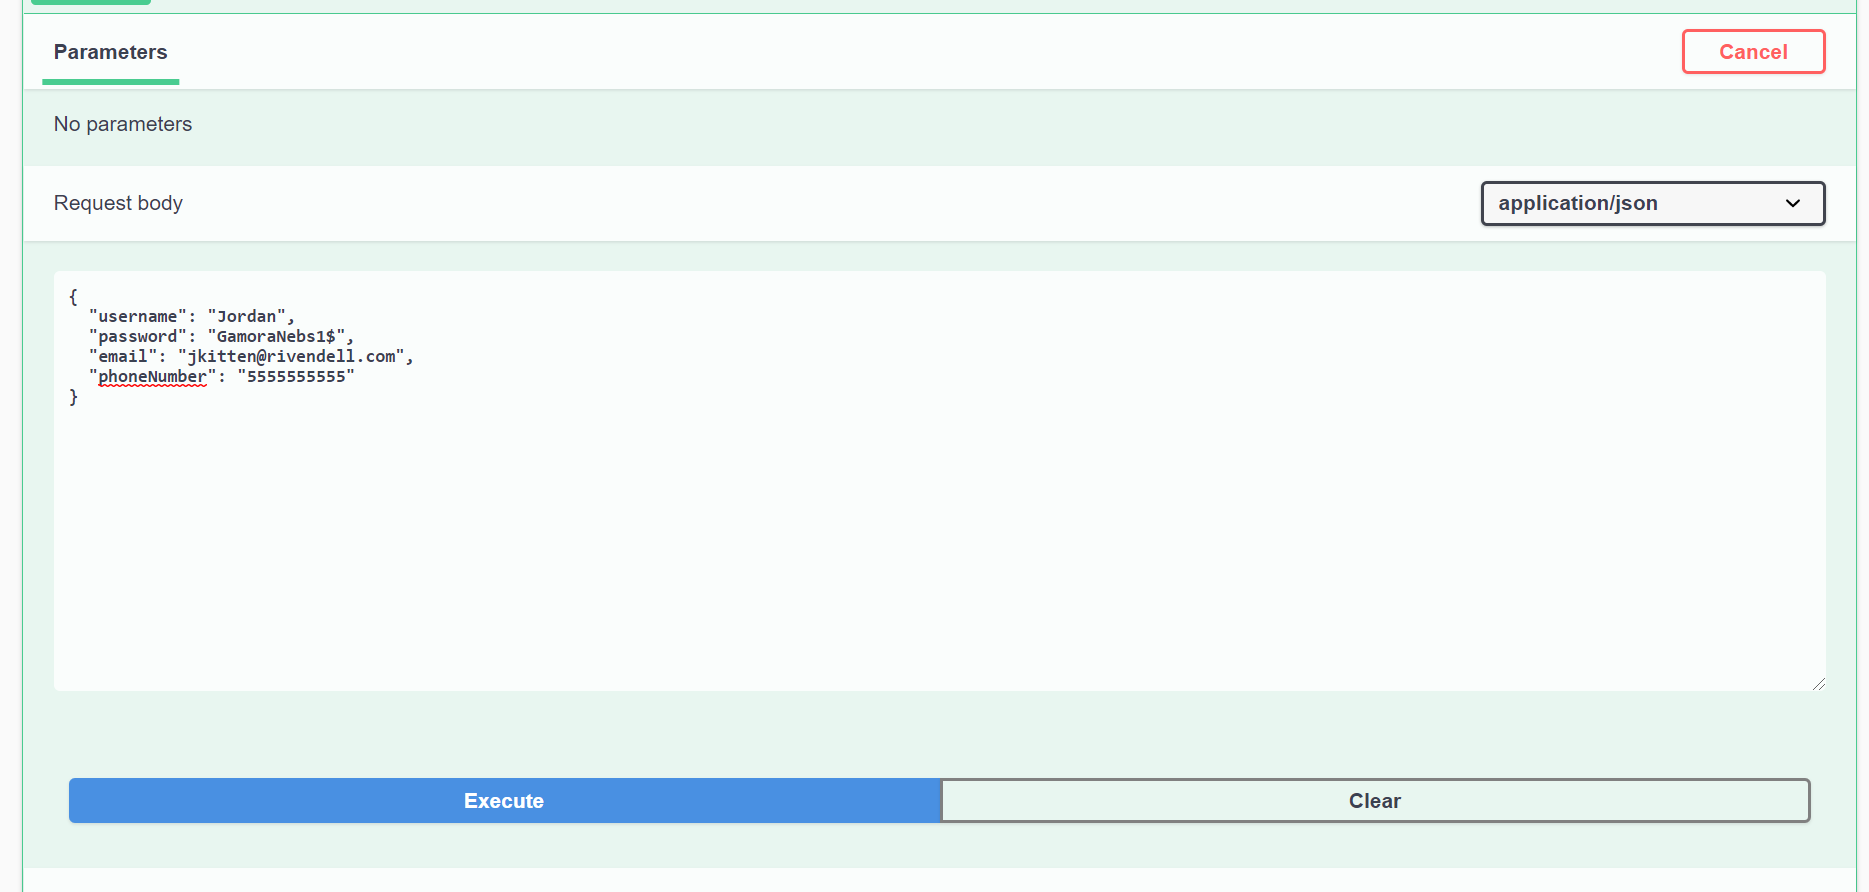 Parameters
Cancel
No parameters
Request body
application/json
{
  "username": "Jordan",
  "password": "GamoraNebs1$",
  "email": "jkitten@rivendell.com",
  "phoneNumber": "5555555555"
}
Execute
Clear